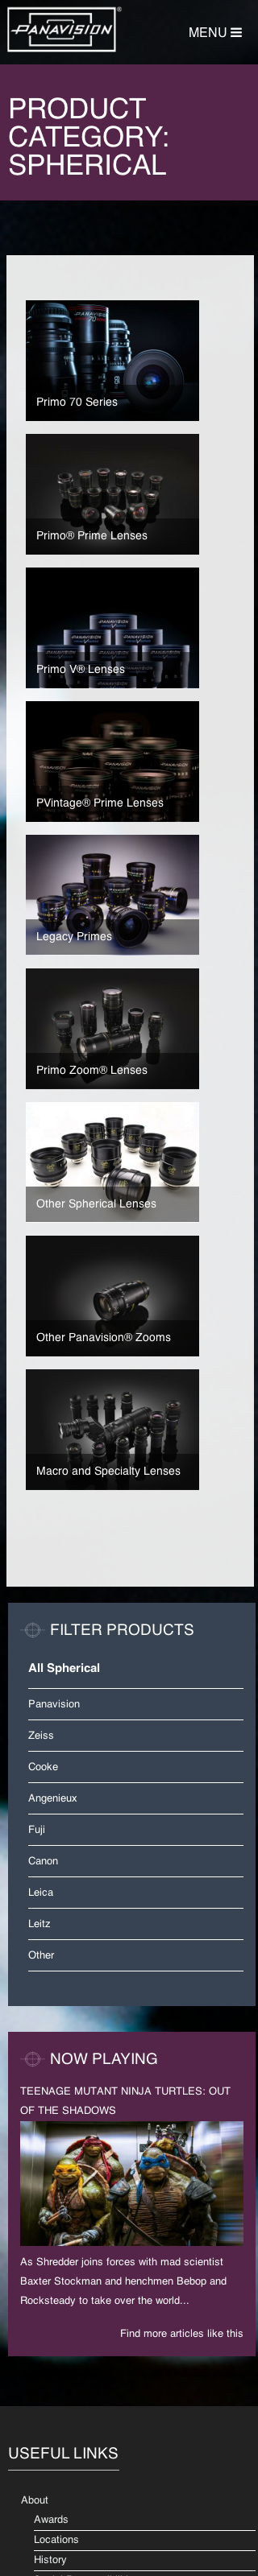 PANAVISION®
MENU
PRODUCT
CATEGORY:
SPHERICAL
Primo 70 Series
Primo® Prime Lenses
Primo V® Lenses
PVintage® Prime Lenses
Legacy Primes
Primo Zoom® Lenses
Other Spherical Lenses
Other Panavision® Zooms
Macro and Specialty Lenses
FILTER PRODUCTS
All Spherical
Panavision
Zeiss
Cooke
Angenieux
Fuji
Canon
Leica
Leitz
Other
NOW PLAYING
TEENAGE MUTANT NINJA TURTLES: OUT
OF THE SHADOWS
As Shredder joins forces with mad scientist
Baxter Stockman and henchmen Bebop and
Rocksteady to take over the world...
Find more articles like this
USEFUL LINKS
About
Awards
Locations
History